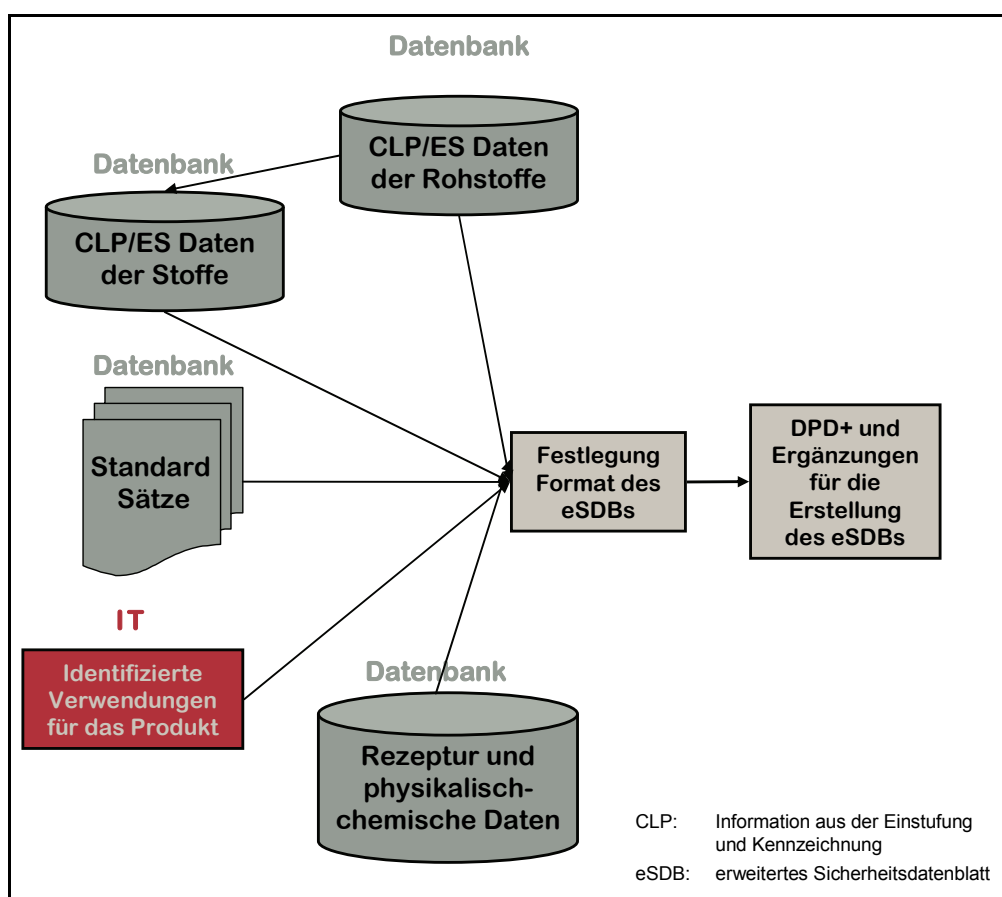 Datenbank
CLP/ES Daten
der Rohstoffe
Datenbank
CLP/ES Daten
der Stoffe
Datenbank
Standard
Sätze
Festlegung
Format des
eSDBs
DPD+ und
Ergänzungen
für die
Erstellung
des eSDBs
IT
Identifizierte
Verwendungen
für das Produkt
Datenbank
Rezeptur und
physikalisch-
chemische Daten
CLP: Information aus der Einstufung
und Kennzeichnung
eSDB: erweitertes Sicherheitsdatenblatt